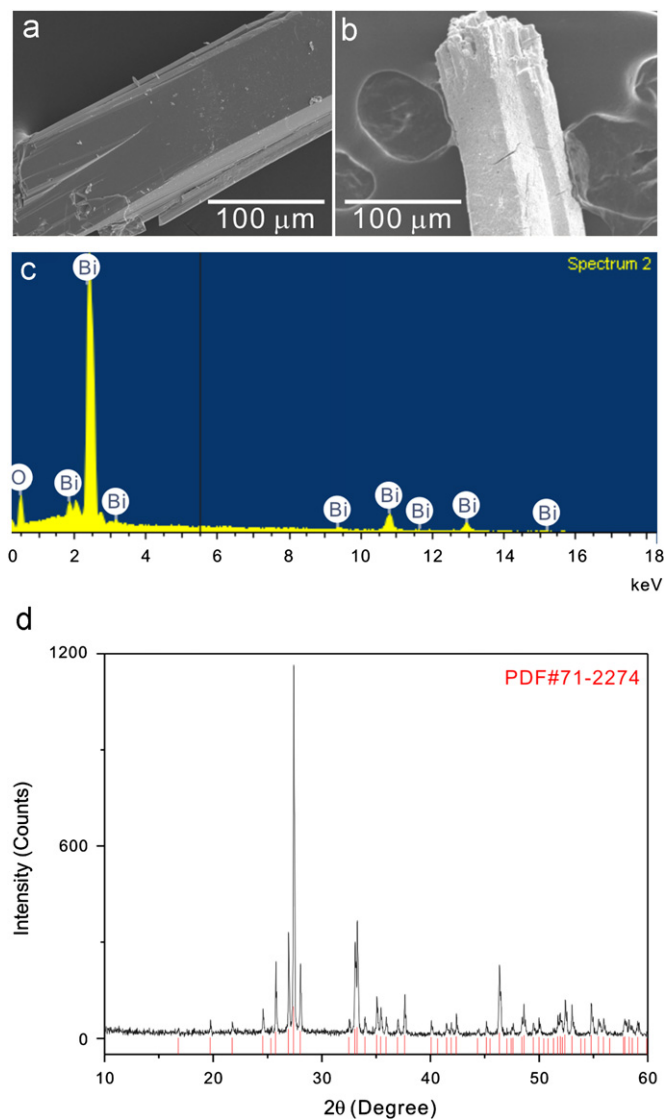 a
b
100 μm
100 μm
c
Spectrum 2
Bi
O
Bi
Bi
Bi
Bi
Bi
Bi
Bi
0 2 4 6 8 10 12 14 16 18
keV
d
1200
PDF#71-2274
600
Intensity (Counts)
0
10 20 30 40 50 60
2θ (Degree)